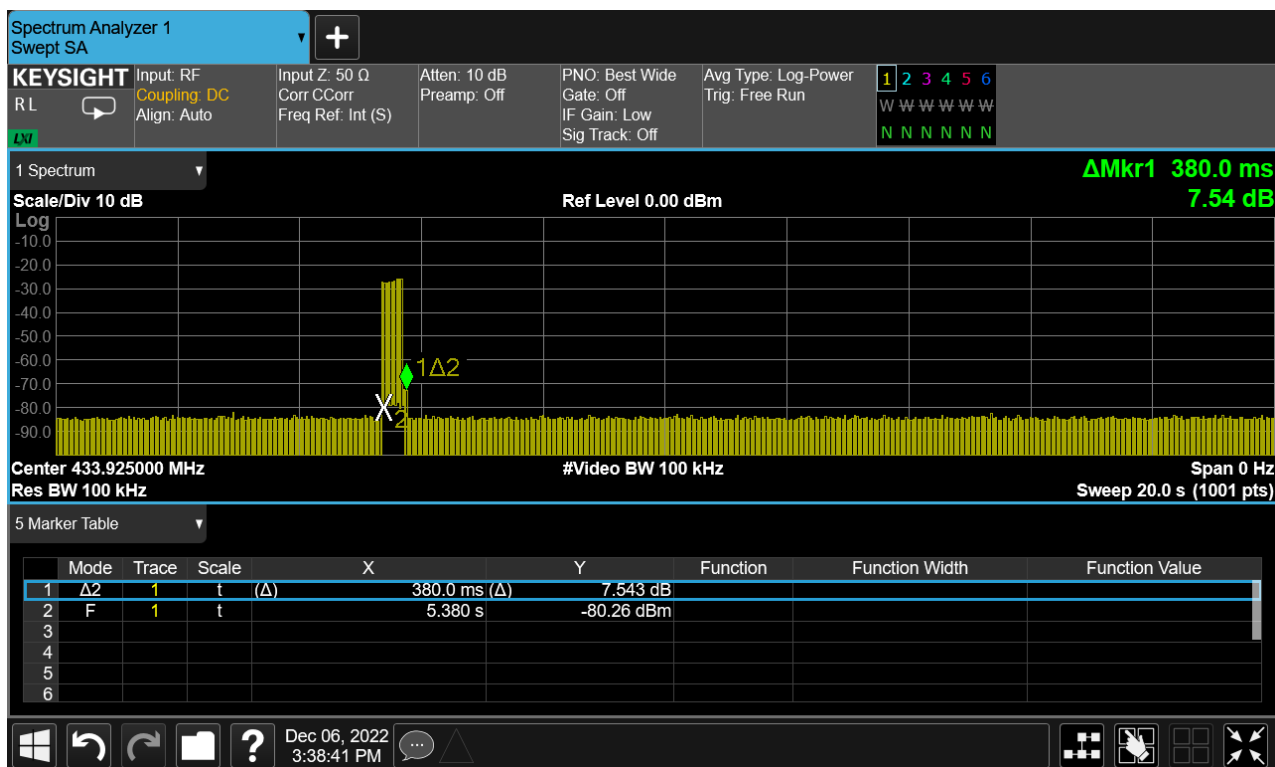 Spectrum Analyzer 1
Swept SA
KEYSIGHT
RL
LXI
Input: RF
Coupling: DC
Align: Auto
Input Z: 50 Ω
Corr CCorr
Freq Ref: Int (S)
Atten: 10 dB
Preamp: Off
PNO: Best Wide
Gate: Off
IF Gain: Low
Sig Track: Off
Avg Type: Log-Power
Trig: Free Run
1 2 3 4 5 6
W W W W W W
N N N N N N
1 Spectrum
ΔMkr1 380.0 ms
7.54 dB
Scale/Div 10 dB
Ref Level 0.00 dBm
Log
-10.0
-20.0
-30.0
-40.0
-50.0
-60.0
-70.0
-80.0
-90.0
1Δ2
X2
Center 433.925000 MHz
#Video BW 100 kHz
Span 0 Hz
Res BW 100 kHz
Sweep 20.0 s (1001 pts)
5 Marker Table
Mode Trace Scale X Y Function Function Width Function Value
1 Δ2 1 t (Δ) 380.0 ms (Δ) 7.543 dB
2 F 1 t 5.380 s -80.26 dBm
3
4
5
6
?
Dec 06, 2022
3:38:41 PM